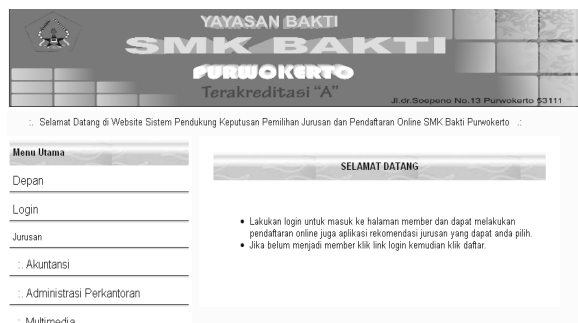 YAYASAN BAKTI
SMK BAKTI
PURWOKERTO
Terakreditasi "A"
Jl.dr.Soeparno No.13 Purwokerto 53111
:. Selamat Datang di Website Sistem Pendukung Keputusan Pemilihan Jurusan dan Pendaftaran Online SMK Bakti Purwokerto .:
Menu Utama
Depan
Login
Jurusan
:. Akuntansi
:. Administrasi Perkantoran
:. Multimedia
SELAMAT DATANG
• Lakukan login untuk masuk ke halaman member dan dapat melakukan
pendaftaran online juga aplikasi rekomendasi jurusan yang dapat anda pilih.
• Jika belum menjadi member klik link login kemudian klik daftar.